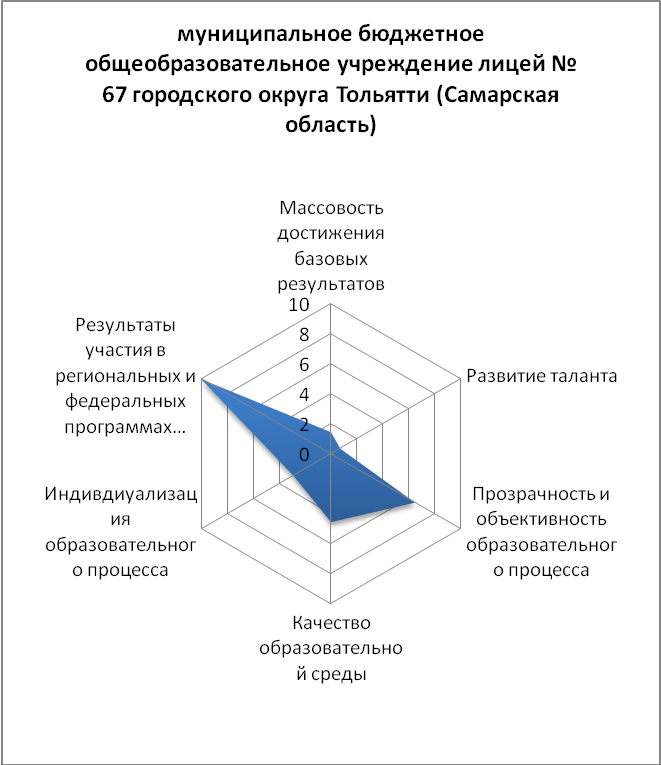 муниципальное бюджетное
общеобразовательное учреждение лицей №
67 городского округа Тольятти (Самарская
область)
Массовость
достижения
базовых
результатов
10
8
6
4
2
0
Развитие таланта
Прозрачность и
объективность
образовательног
о процесса
Качество
образовательно
й среды
Индивдиуализац
ия
образовательног
о процесса
Результаты
участия в
региональных и
федеральных
программах…